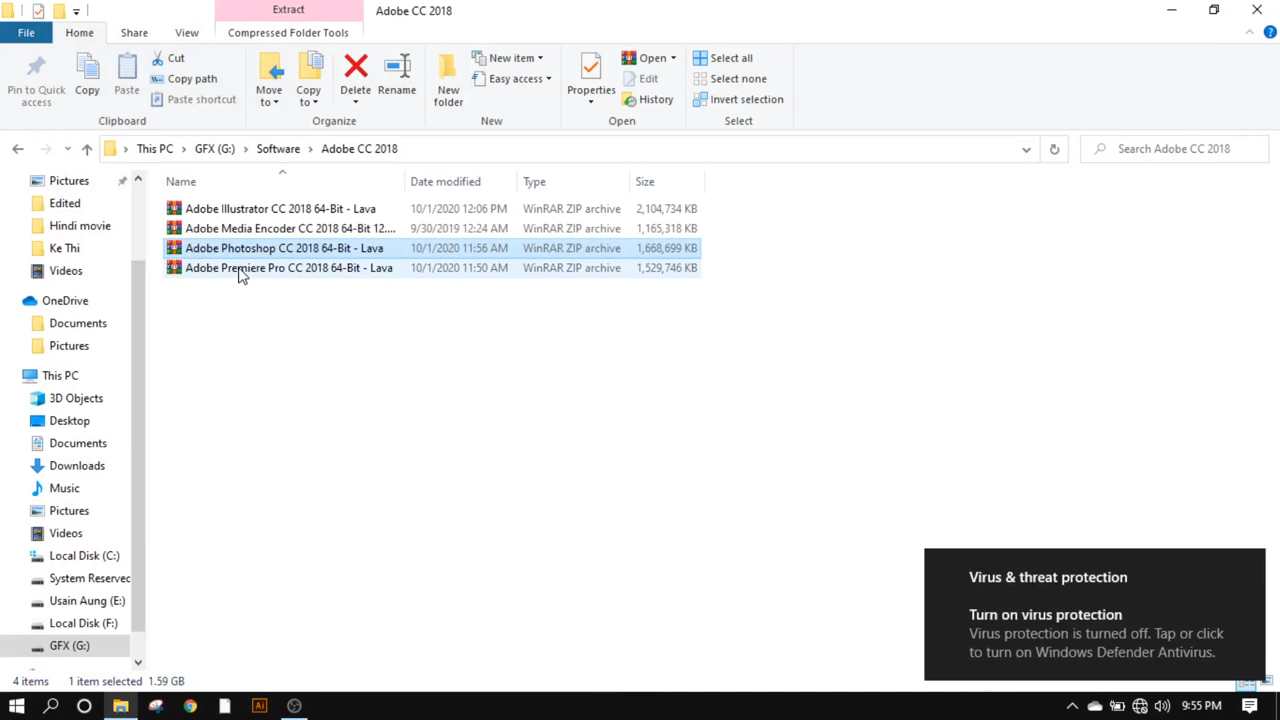 Extract
Adobe CC 2018
File
Home
Share
View
Compressed Folder Tools
Pin to Quick access
Copy
Paste
Cut
Copy path
Paste shortcut
Clipboard
Move to
Copy to
Delete
Rename
Organize
New folder
New item
Easy access
New
Properties
Open
Edit
History
Open
Select all
Select none
Invert selection
Select
This PC > GFX (G:) > Software > Adobe CC 2018
Search Adobe CC 2018
Name Date modified Type Size
Adobe Illustrator CC 2018 64-Bit - Lava 10/1/2020 12:06 PM WinRAR ZIP archive 2,104,734 KB
Adobe Media Encoder CC 2018 64-Bit 12.... 9/30/2019 12:24 AM WinRAR ZIP archive 1,165,318 KB
Adobe Photoshop CC 2018 64-Bit - Lava 10/1/2020 11:56 AM WinRAR ZIP archive 1,668,699 KB
Adobe Premiere Pro CC 2018 64-Bit - Lava 10/1/2020 11:50 AM WinRAR ZIP archive 1,529,746 KB
Pictures
Edited
Hindi movie
Ke Thi
Videos
OneDrive
Documents
Pictures
This PC
3D Objects
Desktop
Documents
Downloads
Music
Pictures
Videos
Local Disk (C:)
System Reserved
Usain Aung (E:)
Local Disk (F:)
GFX (G:)
Virus & threat protection
Turn on virus protection
Virus protection is turned off. Tap or click
to turn on Windows Defender Antivirus.
4 items 1 item selected 1.59 GB
Ai
9:55 PM